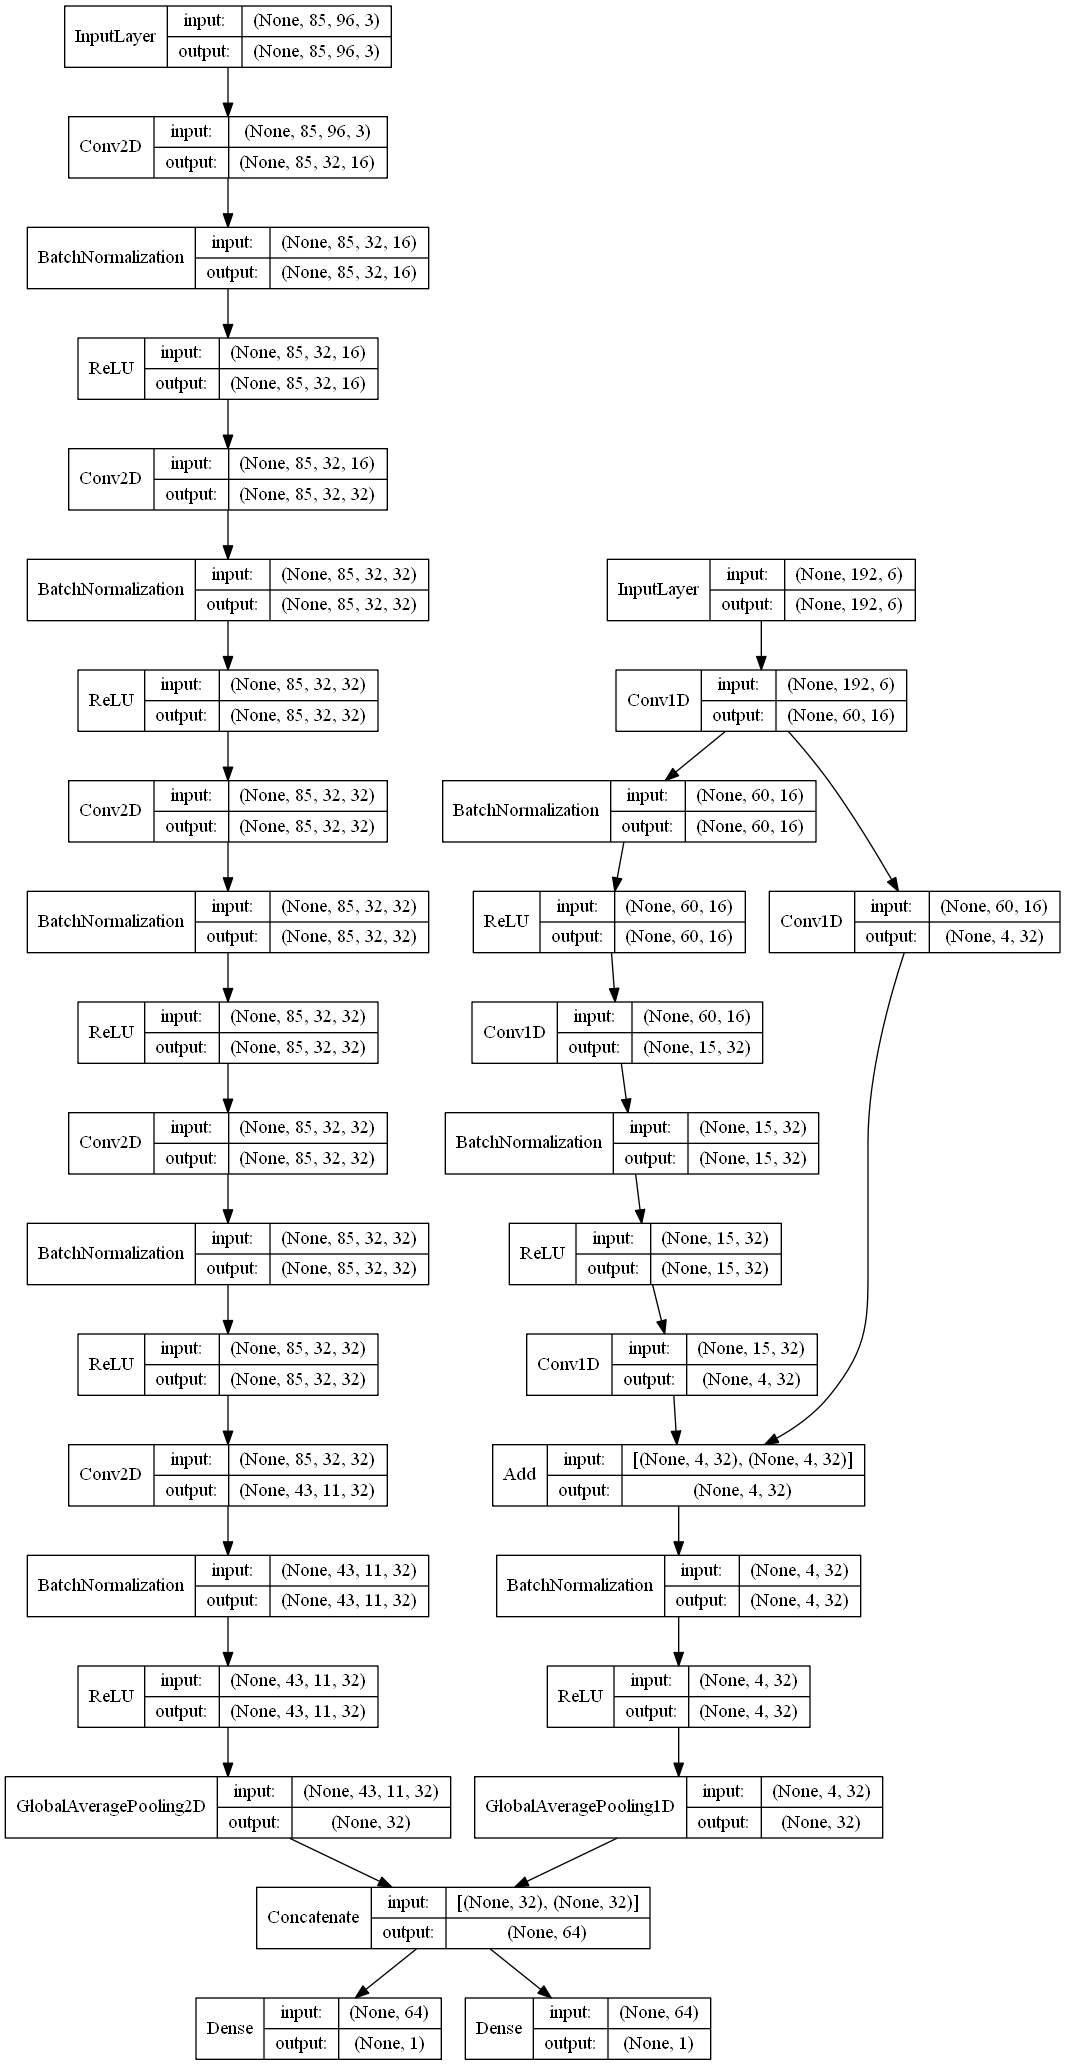 InputLayer
input: (None, 85, 96, 3)
output: (None, 85, 96, 3)
Conv2D
input: (None, 85, 96, 3)
output: (None, 85, 32, 16)
BatchNormalization
input: (None, 85, 32, 16)
output: (None, 85, 32, 16)
ReLU
input: (None, 85, 32, 16)
output: (None, 85, 32, 16)
Conv2D
input: (None, 85, 32, 16)
output: (None, 85, 32, 32)
BatchNormalization
input: (None, 85, 32, 32)
output: (None, 85, 32, 32)
ReLU
input: (None, 85, 32, 32)
output: (None, 85, 32, 32)
Conv2D
input: (None, 85, 32, 32)
output: (None, 85, 32, 32)
BatchNormalization
input: (None, 85, 32, 32)
output: (None, 85, 32, 32)
ReLU
input: (None, 85, 32, 32)
output: (None, 85, 32, 32)
Conv2D
input: (None, 85, 32, 32)
output: (None, 85, 32, 32)
BatchNormalization
input: (None, 85, 32, 32)
output: (None, 85, 32, 32)
ReLU
input: (None, 85, 32, 32)
output: (None, 85, 32, 32)
Conv2D
input: (None, 85, 32, 32)
output: (None, 43, 11, 32)
BatchNormalization
input: (None, 43, 11, 32)
output: (None, 43, 11, 32)
ReLU
input: (None, 43, 11, 32)
output: (None, 43, 11, 32)
GlobalAveragePooling2D
input: (None, 43, 11, 32)
output: (None, 32)
InputLayer
input: (None, 192, 6)
output: (None, 192, 6)
Conv1D
input: (None, 192, 6)
output: (None, 60, 16)
BatchNormalization
input: (None, 60, 16)
output: (None, 60, 16)
ReLU
input: (None, 60, 16)
output: (None, 60, 16)
Conv1D
input: (None, 60, 16)
output: (None, 4, 32)
Conv1D
input: (None, 60, 16)
output: (None, 15, 32)
BatchNormalization
input: (None, 15, 32)
output: (None, 15, 32)
ReLU
input: (None, 15, 32)
output: (None, 15, 32)
Conv1D
input: (None, 15, 32)
output: (None, 4, 32)
Add
input: [(None, 4, 32), (None, 4, 32)]
output: (None, 4, 32)
BatchNormalization
input: (None, 4, 32)
output: (None, 4, 32)
ReLU
input: (None, 4, 32)
output: (None, 4, 32)
GlobalAveragePooling1D
input: (None, 4, 32)
output: (None, 32)
Concatenate
input: [(None, 32), (None, 32)]
output: (None, 64)
Dense
input: (None, 64)
output: (None, 1)
Dense
input: (None, 64)
output: (None, 1)